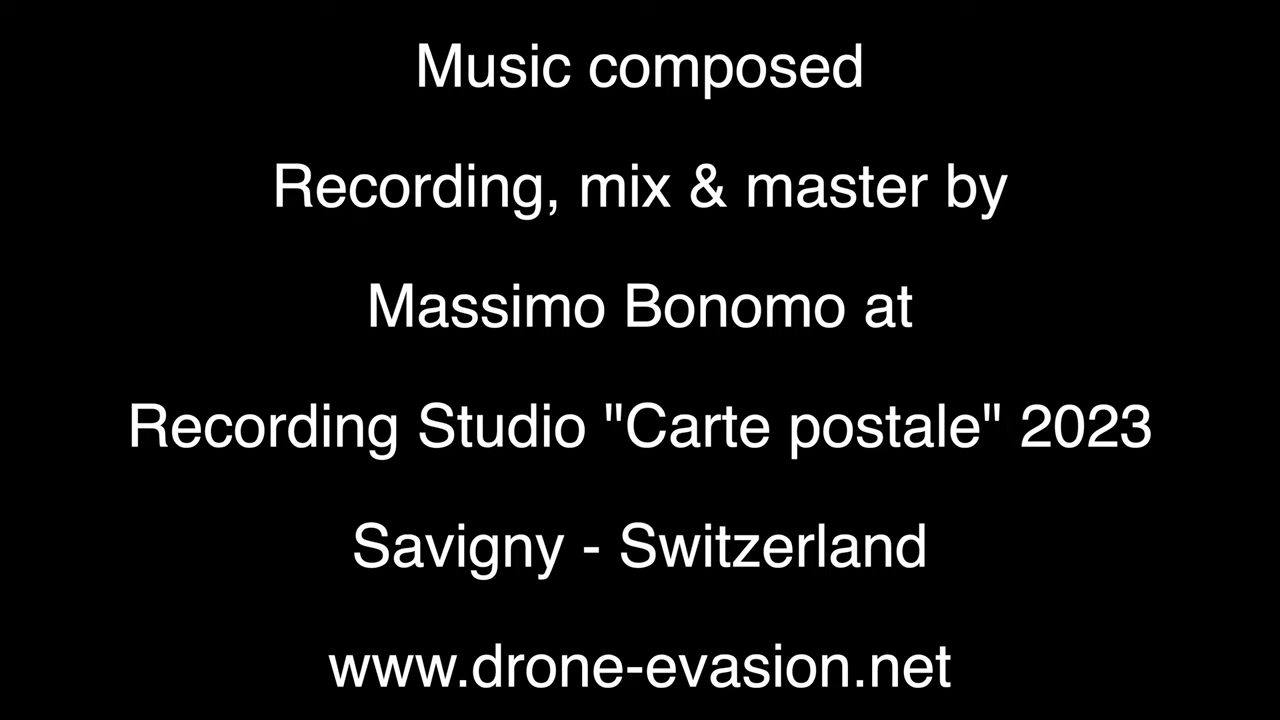 Music composed
Recording, mix & master by
Massimo Bonomo at
Recording Studio "Carte postale" 2023
Savigny - Switzerland
www.drone-evasion.net